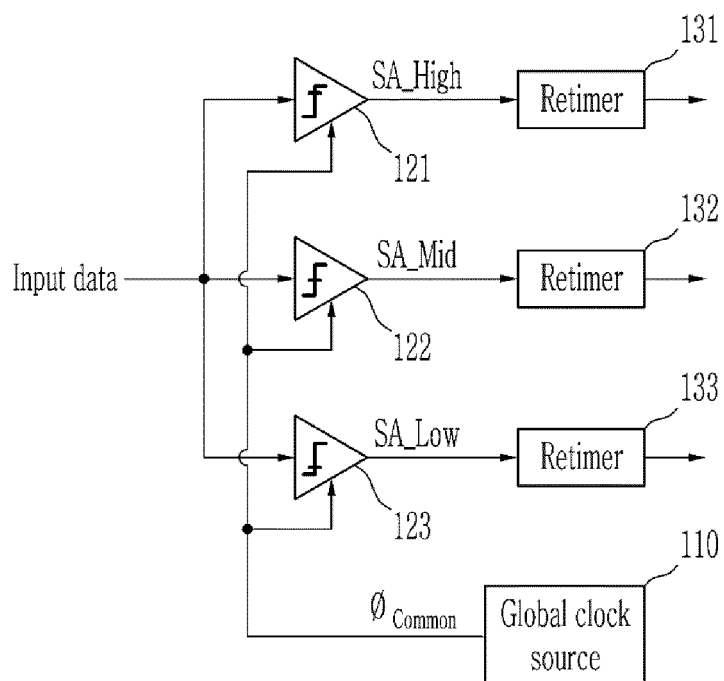 131
SA_High
Retimer
121
132
SA_Mid
Input data
Retimer
122
133
SA_Low
Retimer
123
110
Ø Common
Global clock
source